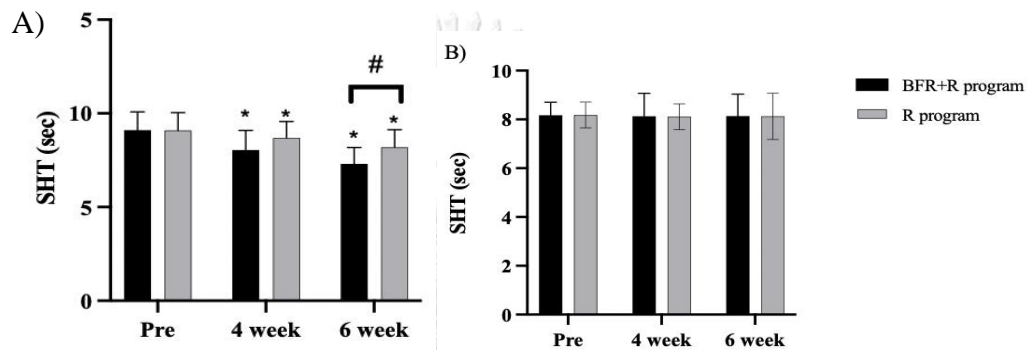 A)
SHT (sec)
5
10
5
0
#
* * * *
Pre 4 week 6 week
B)
SHT (sec)
10
8
6
4
2
0
Pre 4 week 6 week
BFR+R program
R program